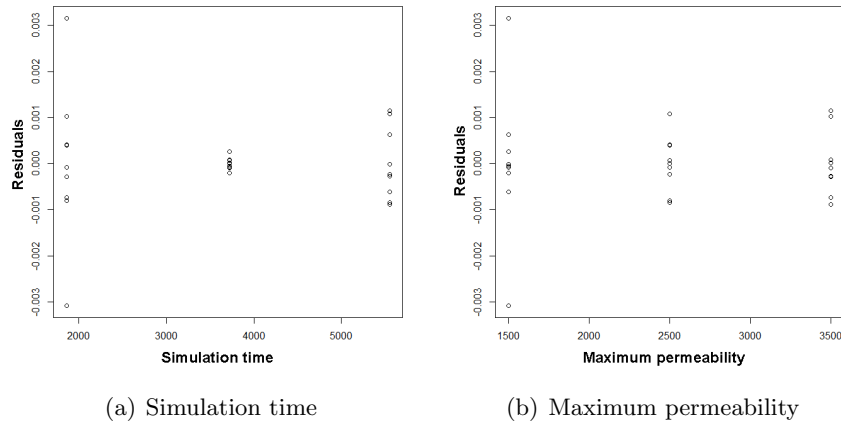 Residuals
0.003
0.002
0.001
0.000
-0.001
-0.002
-0.003
2000 3000 4000 5000
Simulation time
(a) Simulation time
Residuals
0.003
0.002
0.001
0.000
-0.001
-0.002
-0.003
1500 2000 2500 3000 3500
Maximum permeability
(b) Maximum permeability